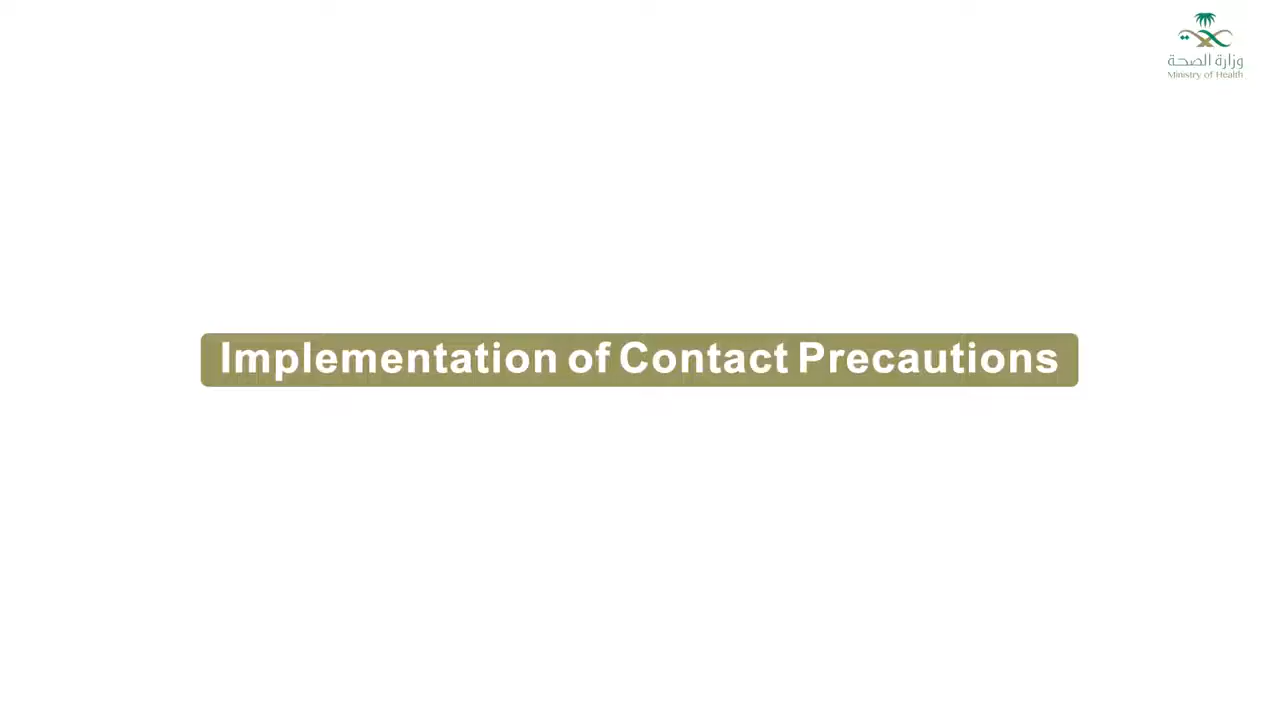 وزارة الصحة
Ministry of Health
Implementation of Contact Precautions